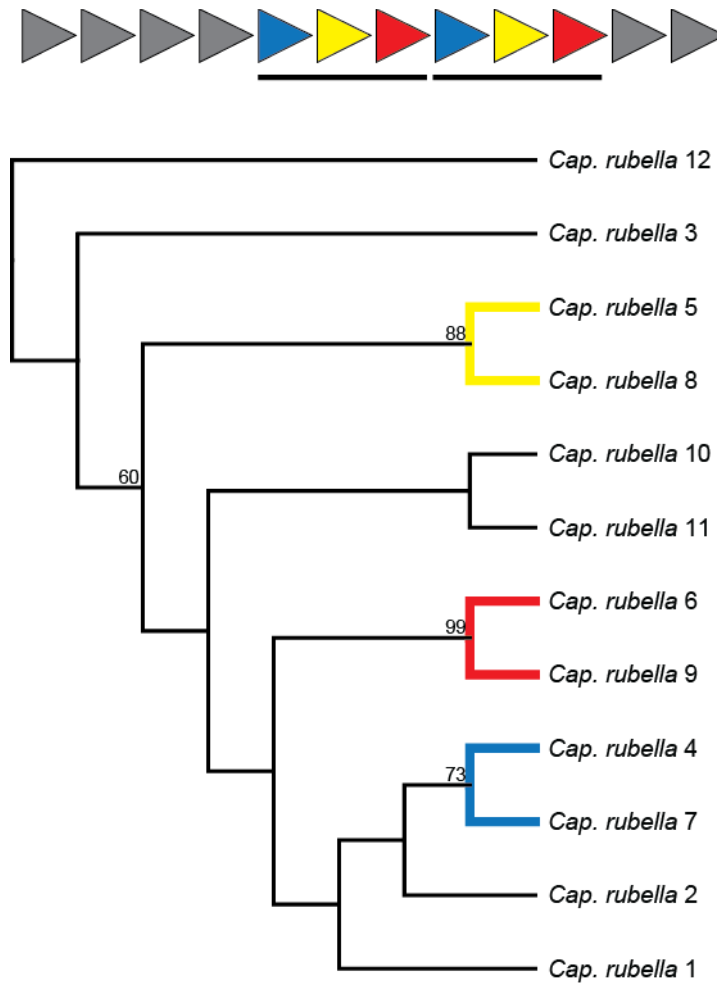 Cap. rubella 12
Cap. rubella 3
Cap. rubella 5
88
Cap. rubella 8
Cap. rubella 10
60
Cap. rubella 11
Cap. rubella 6
99
Cap. rubella 9
Cap. rubella 4
73
Cap. rubella 7
Cap. rubella 2
Cap. rubella 1